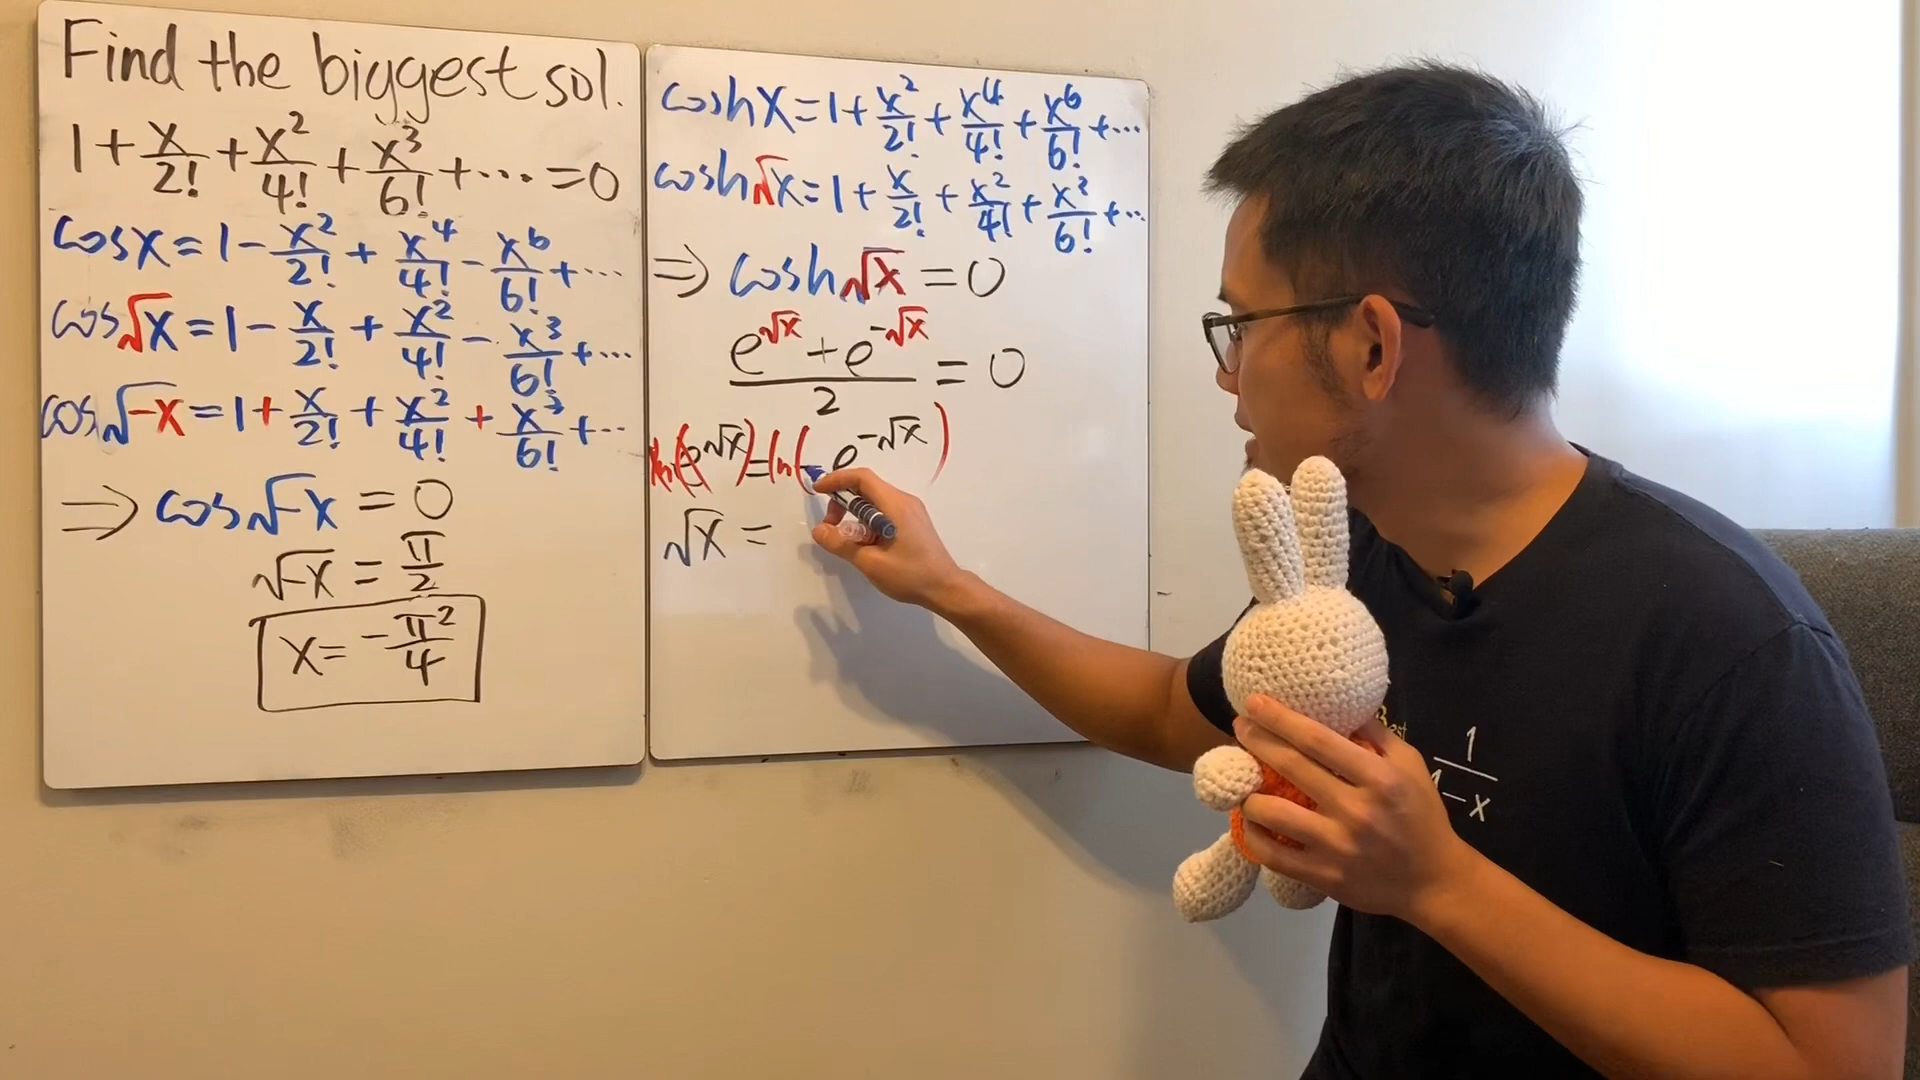 Find the biggest sol.
1 + x/2! + x²/4! + x³/6! + ... = 0
cos x = 1 - x²/2! + x⁴/4! - x⁶/6! + ...
cos √x = 1 - x/2! + x²/4! - x³/6! + ...
cos √-x = 1 + x/2! + x²/4! + x³/6! + ...
⇒ cos √-x = 0
√-x = π/2
x = -π²/4
cosh x = 1 + x²/2! + x⁴/4! + x⁶/6! + ...
cosh √x = 1 + x/2! + x²/4! + x³/6! + ...
⇒ cosh √x = 0
(e^√x + e^-√x)/2 = 0
ln(e^√x) = ln(-e^-√x)
√x =
Best
1/(1-x)